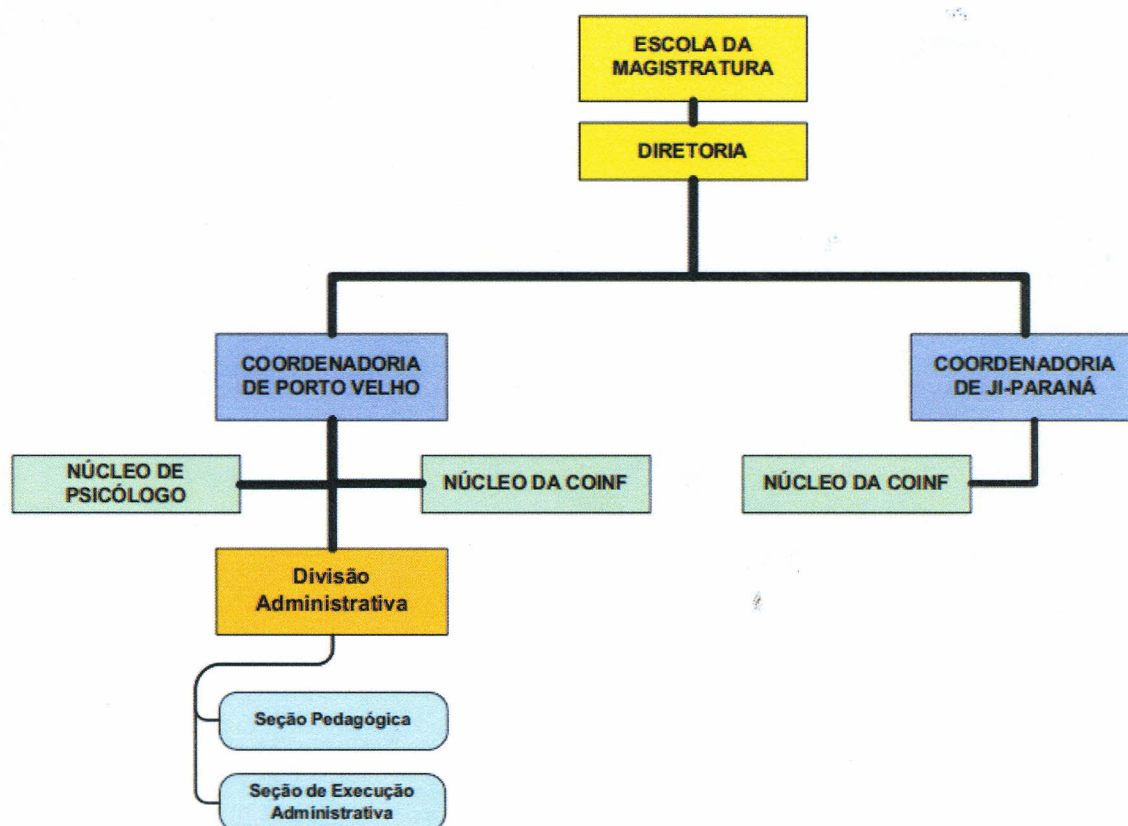 ESCOLA DA
MAGISTRATURA
DIRETORIA
COORDENADORIA
DE PORTO VELHO
COORDENADORIA
DE JI-PARANÁ
NÚCLEO DE
PSICÓLOGO
NÚCLEO DA COINF
NÚCLEO DA COINF
Divisão
Administrativa
Seção Pedagógica
Seção de Execução
Administrativa